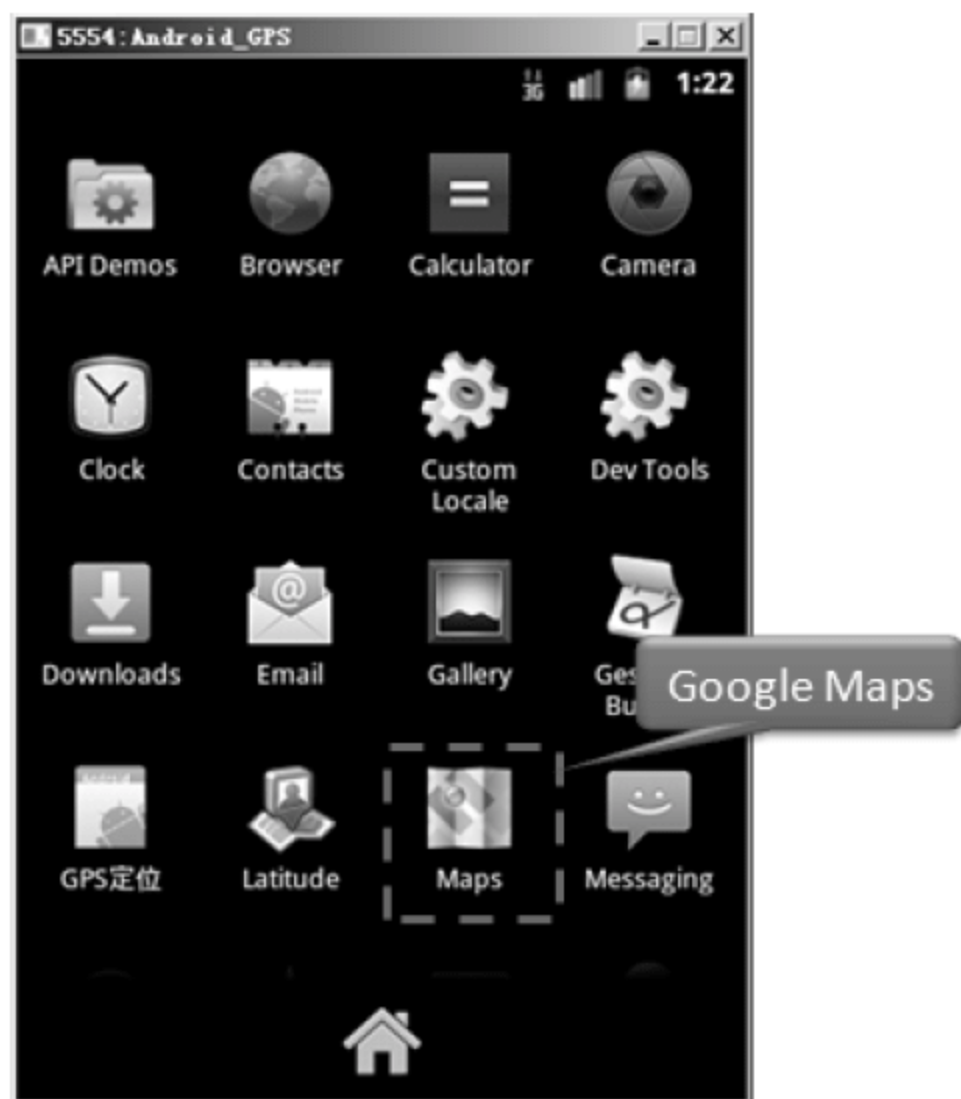 5554:Android_GPS
3G 1:22
API Demos Browser Calculator Camera
Clock Contacts Custom Locale Dev Tools
Downloads Email Gallery
Google Maps
GPS定位 Latitude Maps Messaging